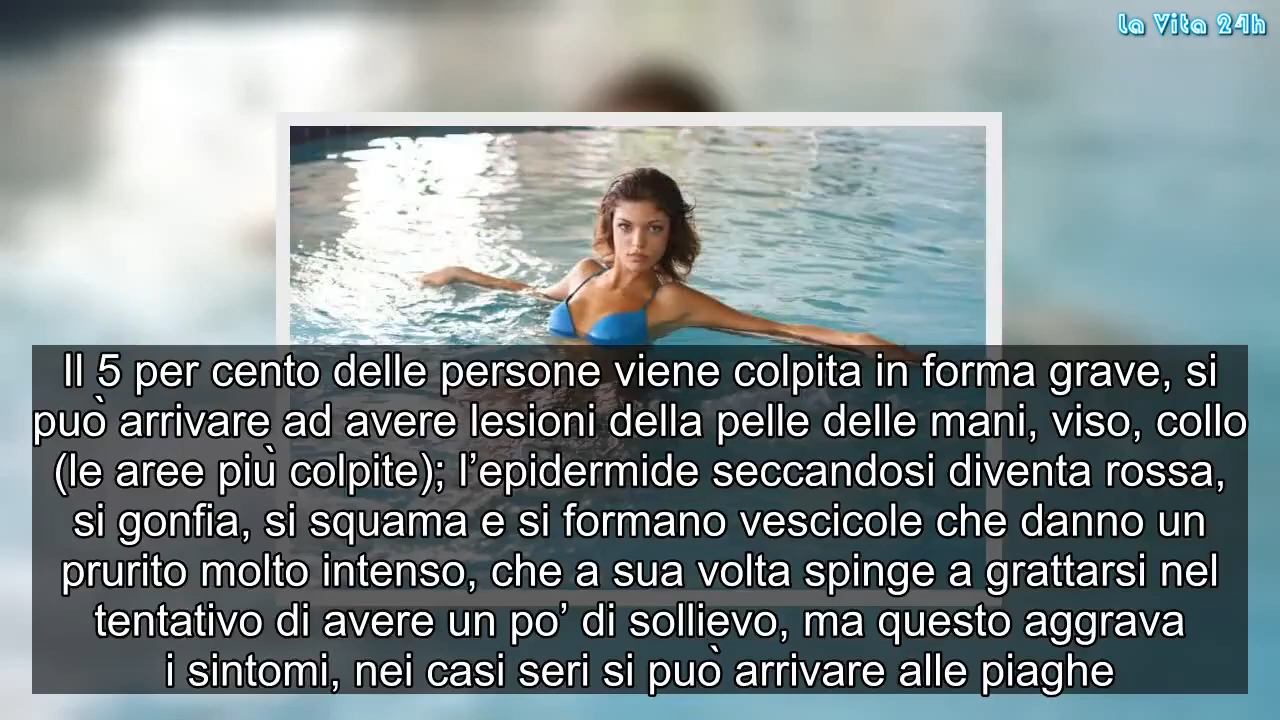 La Vita 24h
Il 5 per cento delle persone viene colpita in forma grave, si
può arrivare ad avere lesioni della pelle delle mani, viso, collo
(le aree più colpite); l’epidermide seccandosi diventa rossa,
si gonfia, si squama e si formano vescicole che danno un
prurito molto intenso, che a sua volta spinge a grattarsi nel
tentativo di avere un po’ di sollievo, ma questo aggrava
i sintomi, nei casi seri si può arrivare alle piaghe